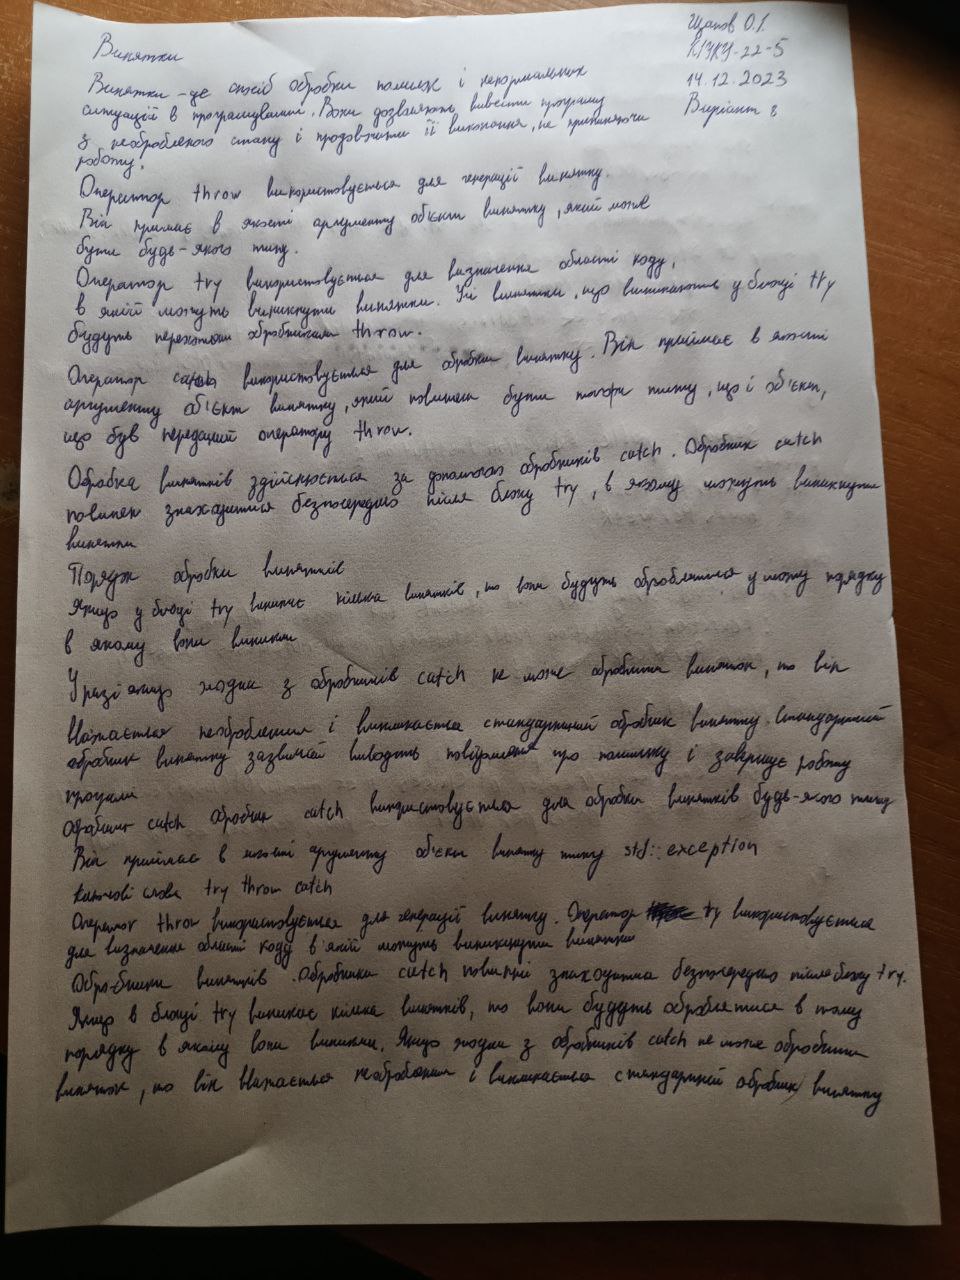 Винятки
Щапов О.І.
КІУКІ-22-5
14.12.2023
Варіант 8
Винятки - це спосіб обробки помилок і ненормальних
ситуацій в програмуванні. Вони дозволяють вивести програму
з необробленого стану і продовжити її виконання, не припиняючи
роботу.
Оператор throw використовується для генерації винятку.
Він приймає в якості аргументу об'єкт винятку, який може
бути будь-якого типу.
Оператор try використовується для визначення області коду,
в якій можуть виникнути винятки. Усі винятки, що виникають у блоці try
будуть перехоплені обробниками throw.
Оператор catch використовується для обробки винятку. Він приймає в якості
аргументу об'єкт винятку, який повинен бути типу, що і об'єкт,
що був переданий оператору throw.
Обробка винятків здійснюється за допомогою обробників catch. Обробник catch
повинен знаходитися безпосередньо після блоку try, в якому можуть виникнути
винятки
Порядок обробки винятків
Якщо у блоці try виникає кілька винятків, то вони будуть оброблятися у тому порядку
в якому вони виникли
У разі якщо жоден з обробників catch не може обробити виняток, то він
вважається необробленим і викликається стандартний обробник винятку. Стандартний
обробник винятку зазвичай виводить повідомлення про помилку і завершує роботу
програми
обробник catch обробник catch використовується для обробки винятків будь-якого типу
Він приймає в якості аргументу об'єкт винятку типу std::exception
Ключові слова try throw catch
Оператор throw використовується для генерації винятку. Оператор try використовується
для визначення області коду в якій можуть виникнути винятки
Обро-бники винятків. Обробники catch повинні знаходитися безпосередньо після блоку try.
Якщо в блоці try виникає кілька винятків, то вони будуть оброблятися в тому
порядку в якому вони виникли. Якщо жоден з обробників catch не може обробити
виняток, то він вважається необробленим і викликається стандартний обробник винятку